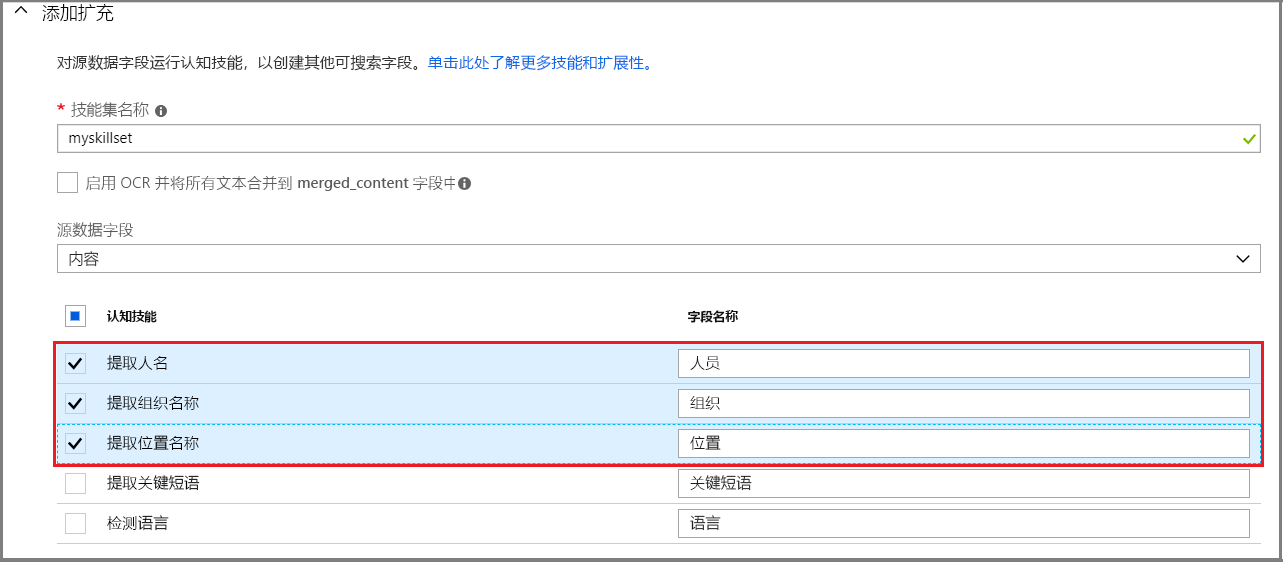 添加扩充
对源数据字段运行认知技能，以创建其他可搜索字段。单击此处了解更多技能和扩展性。
* 技能集名称
myskillset
启用 OCR 并将所有文本合并到 merged_content 字段中
源数据字段
内容
认知技能 字段名称
提取人名 人员
提取组织名称 组织
提取位置名称 位置
提取关键短语 关键短语
检测语言 语言